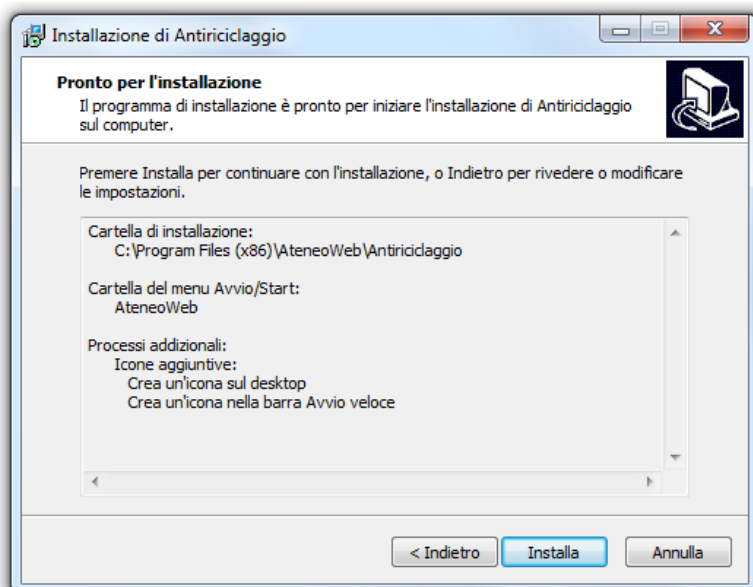 Installazione di Antiriciclaggio
Pronto per l'installazione
Il programma di installazione è pronto per iniziare l'installazione di Antiriciclaggio
sul computer.
Premere Installa per continuare con l'installazione, o Indietro per rivedere o modificare
le impostazioni.
Cartella di installazione:
C:\Program Files (x86)\AteneoWeb\Antiriciclaggio
Cartella del menu Avvio/Start:
AteneoWeb
Processi addizionali:
Icone aggiuntive:
Crea un'icona sul desktop
Crea un'icona nella barra Avvio veloce
< Indietro Installa Annulla